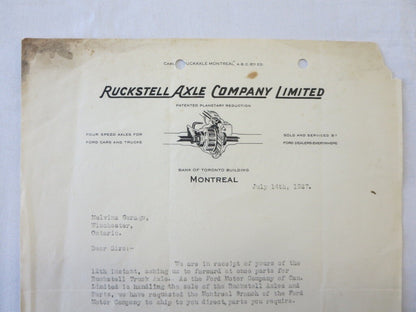 CABLE RUCKAXLE MONTREAL A.B.C. 5TH ED.
RUCKSTELL AXLE COMPANY LIMITED
PATENTED PLANETARY REDUCTION
FOUR SPEED AXLES FOR
FORD CARS AND TRUCKS
SOLD AND SERVICED BY
FORD DEALERS EVERYWHERE
BANK OF TORONTO BUILDING
MONTREAL
July 14th, 1927.
Melvins Garage,
Winchester,
Ontario.
Dear Sirs:-
We are in receipt of yours of the
12th instant, asking us to forward at once parts for
Ruckstell Truck Axle. As the Ford Motor Company of Can.
Limited is handling the sale of the Ruckstell Axles and
Parts, we have requested the Montreal Branch of the Ford
Motor Company to ship to you direct, parts you require.